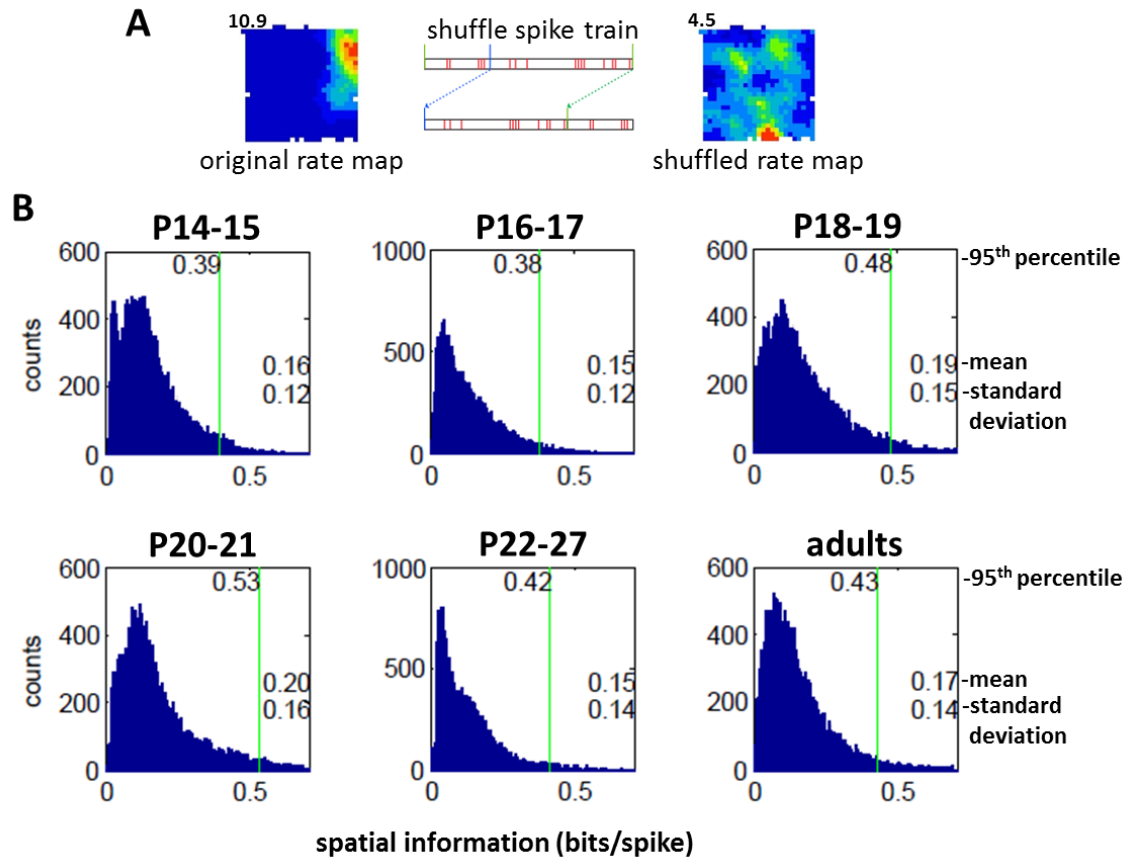 A
10.9
shuffle spike train
4.5
original rate map
shuffled rate map
B
P14-15
P16-17
P18-19
600
400
200
0
counts
0.39
0.16
0.12
0
0.5
1000
500
0
0.38
0.15
0.12
0
0.5
600
400
200
0
0.48
-95th percentile
0.19
-mean
0.15
-standard
deviation
0
0.5
P20-21
P22-27
adults
600
400
200
0
counts
0.53
0.20
0.16
0
0.5
1000
500
0
0.42
0.15
0.14
0
0.5
600
400
200
0
0.43
-95th percentile
0.17
-mean
0.14
-standard
deviation
0
0.5
spatial information (bits/spike)